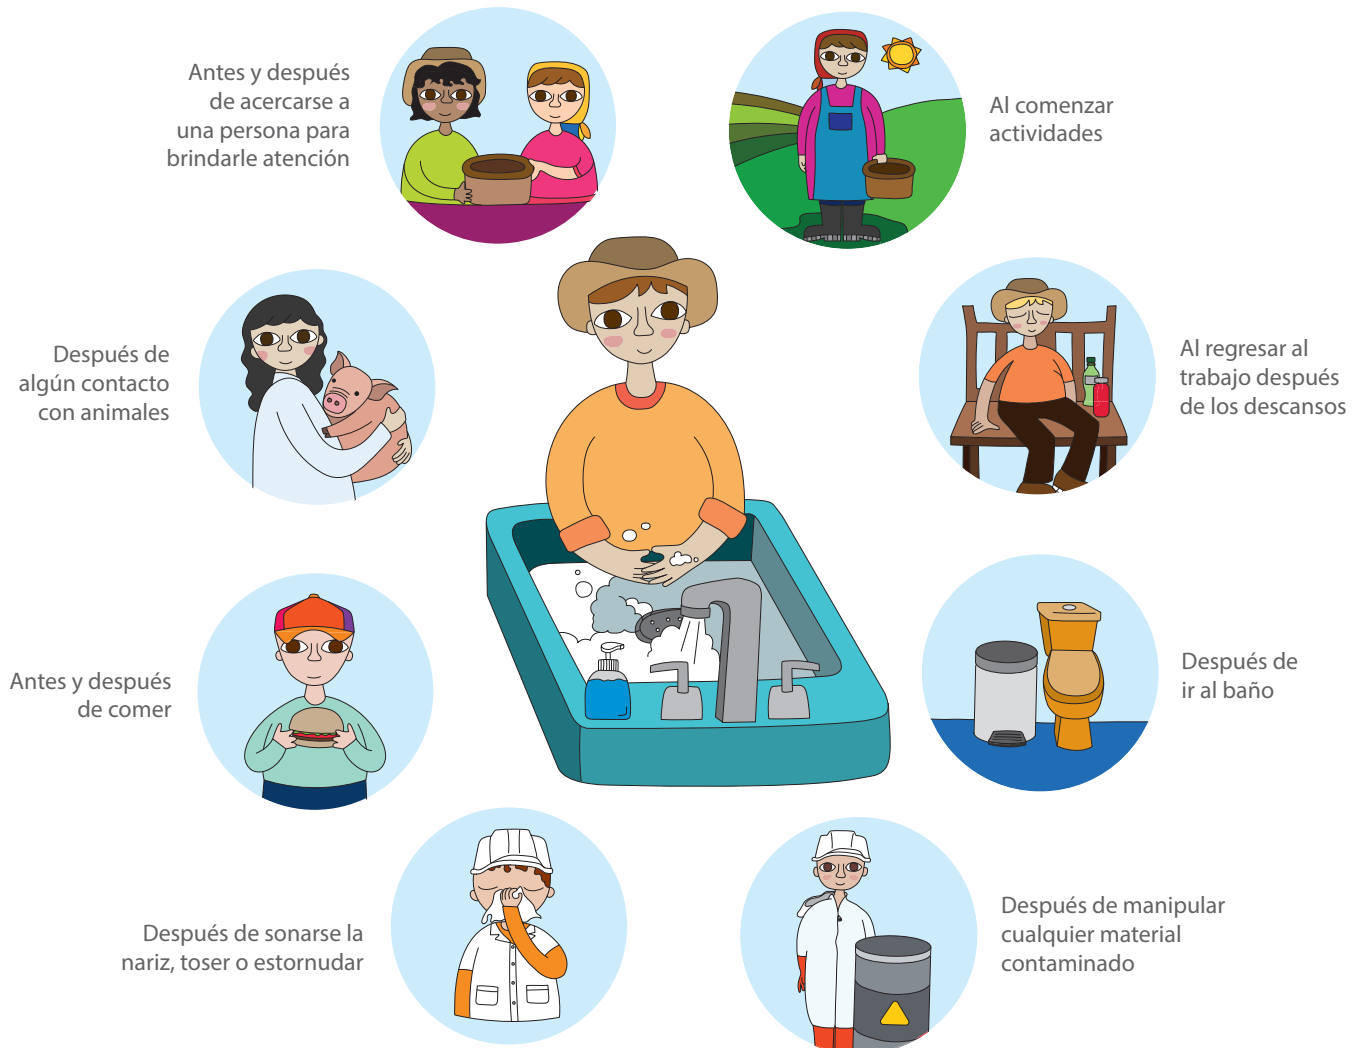 Antes y después
de acercarse a
una persona para
brindarle atención
Al comenzar
actividades
Después de
algún contacto
con animales
Al regresar al
trabajo después
de los descansos
Antes y después
de comer
Después de
ir al baño
Después de sonarse la
nariz, toser o estornudar
Después de manipular
cualquier material
contaminado